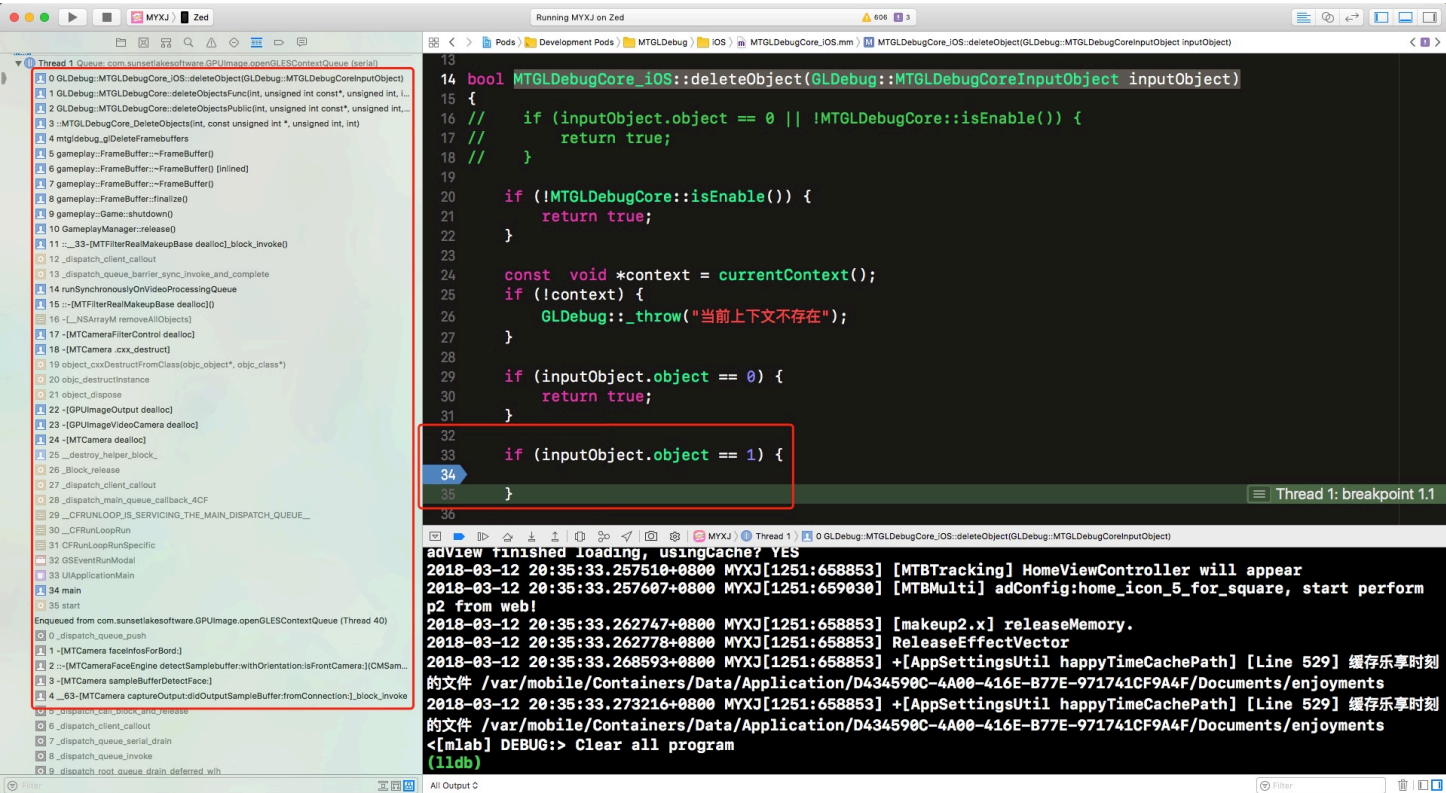 MYXJ 〉 Zed
Running MYXJ on Zed
606 3
Pods 〉 Development Pods 〉 MTGLDebug 〉 iOS 〉 MTGLDebugCore_iOS.mm 〉 MTGLDebugCore_iOS::deleteObject(GLDebug::MTGLDebugCoreInputObject inputObject)
Thread 1 Queue: com.sunsetlakesoftware.GPUImage.openGLESContextQueue (serial)
0 GLDebug::MTGLDebugCore_iOS::deleteObject(GLDebug::MTGLDebugCoreInputObject)
1 GLDebug::MTGLDebugCore::deleteObjectsFunc(int, unsigned int const*, unsigned int, i...
2 GLDebug::MTGLDebugCore::deleteObjectsPublic(int, unsigned int const*, unsigned int,...
3 ::MTGLDebugCore_DeleteObjects(int, const unsigned int *, unsigned int, int)
4 mtgldebug_glDeleteFramebuffers
5 gameplay::FrameBuffer::~FrameBuffer()
6 gameplay::FrameBuffer::~FrameBuffer() [inlined]
7 gameplay::FrameBuffer::~FrameBuffer()
8 gameplay::FrameBuffer::finalize()
9 gameplay::Game::shutdown()
10 GameplayManager::release()
11 ::__33-[MTFilterRealMakeupBase dealloc]_block_invoke()
12 _dispatch_client_callout
13 _dispatch_queue_barrier_sync_invoke_and_complete
14 runSynchronouslyOnVideoProcessingQueue
15 ::-[MTFilterRealMakeupBase dealloc]()
16 -[__NSArrayM removeAllObjects]
17 -[MTCameraFilterControl dealloc]
18 -[MTCamera .cxx_destruct]
19 object_cxxDestructFromClass(objc_object*, objc_class*)
20 objc_destructInstance
21 object_dispose
22 -[GPUImageOutput dealloc]
23 -[GPUImageVideoCamera dealloc]
24 -[MTCamera dealloc]
25 __destroy_helper_block_
26 _Block_release
27 _dispatch_client_callout
28 _dispatch_main_queue_callback_4CF
29 __CFRUNLOOP_IS_SERVICING_THE_MAIN_DISPATCH_QUEUE__
30 __CFRunLoopRun
31 CFRunLoopRunSpecific
32 GSEventRunModal
33 UIApplicationMain
34 main
35 start
Enqueued from com.sunsetlakesoftware.GPUImage.openGLESContextQueue (Thread 40)
0 _dispatch_queue_push
1 -[MTCamera faceInfosForBord:]
2 ::-[MTCameraFaceEngine detectSamplebuffer:withOrientation:isFrontCamera:](CMSam...
3 -[MTCamera sampleBufferDetectFace:]
4 __63-[MTCamera captureOutput:didOutputSampleBuffer:fromConnection:]_block_invoke
5 _dispatch_call_block_and_release
6 _dispatch_client_callout
7 _dispatch_queue_serial_drain
8 _dispatch_queue_invoke
9 _dispatch_root_queue_drain_deferred_wlh
Filter
13
14 bool MTGLDebugCore_iOS::deleteObject(GLDebug::MTGLDebugCoreInputObject inputObject)
15 {
16 // if (inputObject.object == 0 || !MTGLDebugCore::isEnable()) {
17 // return true;
18 // }
19
20 if (!MTGLDebugCore::isEnable()) {
21 return true;
22 }
23
24 const void *context = currentContext();
25 if (!context) {
26 GLDebug::_throw("当前上下文不存在");
27 }
28
29 if (inputObject.object == 0) {
30 return true;
31 }
32
33 if (inputObject.object == 1) {
34
35 }
Thread 1: breakpoint 1.1
36
MYXJ 〉 Thread 1 〉 0 GLDebug::MTGLDebugCore_iOS::deleteObject(GLDebug::MTGLDebugCoreInputObject)
adView finished loading, usingCache? YES
2018-03-12 20:35:33.257510+0800 MYXJ[1251:658853] [MTBTracking] HomeViewController will appear
2018-03-12 20:35:33.257607+0800 MYXJ[1251:659030] [MTBMulti] adConfig:home_icon_5_for_square, start perform
p2 from web!
2018-03-12 20:35:33.262747+0800 MYXJ[1251:658853] [makeup2.x] releaseMemory.
2018-03-12 20:35:33.262778+0800 MYXJ[1251:658853] ReleaseEffectVector
2018-03-12 20:35:33.268593+0800 MYXJ[1251:658853] +[AppSettingsUtil happyTimeCachePath] [Line 529] 缓存乐享时刻
的文件 /var/mobile/Containers/Data/Application/D434590C-4A00-416E-B77E-971741CF9A4F/Documents/enjoyments
2018-03-12 20:35:33.273216+0800 MYXJ[1251:658853] +[AppSettingsUtil happyTimeCachePath] [Line 529] 缓存乐享时刻
的文件 /var/mobile/Containers/Data/Application/D434590C-4A00-416E-B77E-971741CF9A4F/Documents/enjoyments
<[mlab] DEBUG:> Clear all program
(lldb)
All Output
Filter